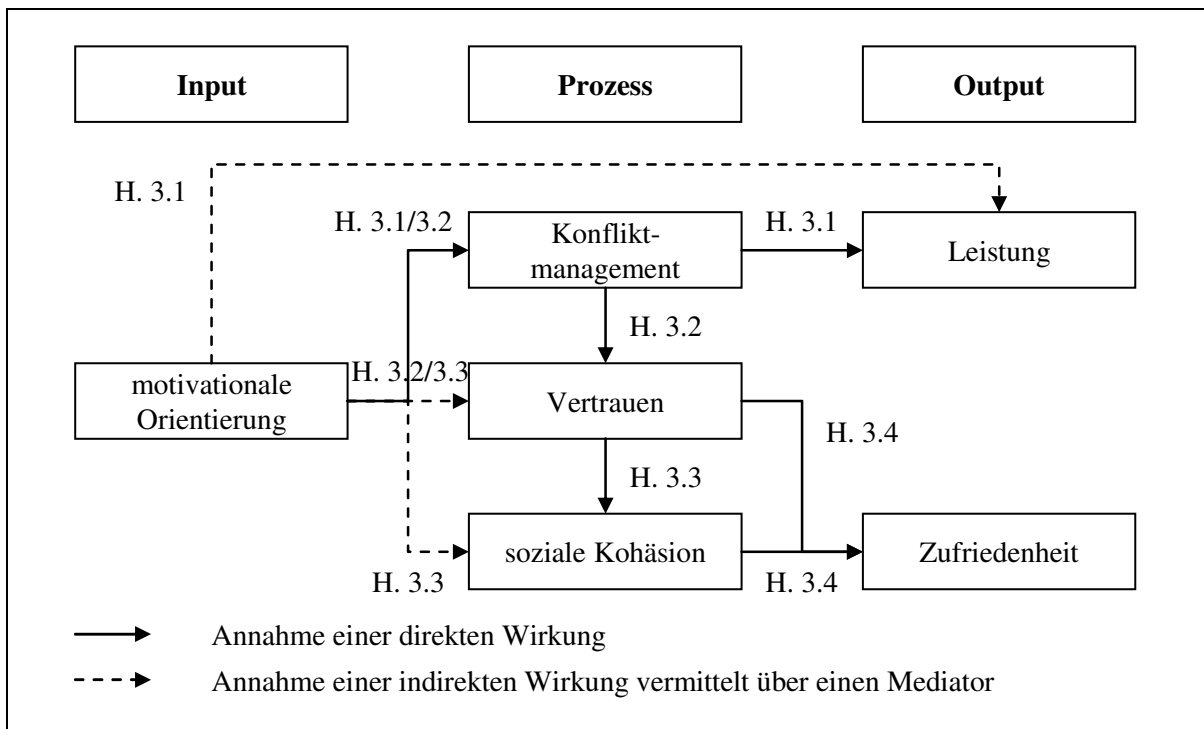 Input
Prozess
Output
H. 3.1
H. 3.1/3.2
Konflikt-
management
H. 3.1
Leistung
H. 3.2
motivationale
Orientierung
H. 3.2/3.3
Vertrauen
H. 3.4
H. 3.3
soziale Kohäsion
Zufriedenheit
H. 3.3
H. 3.4
Annahme einer direkten Wirkung
Annahme einer indirekten Wirkung vermittelt über einen Mediator